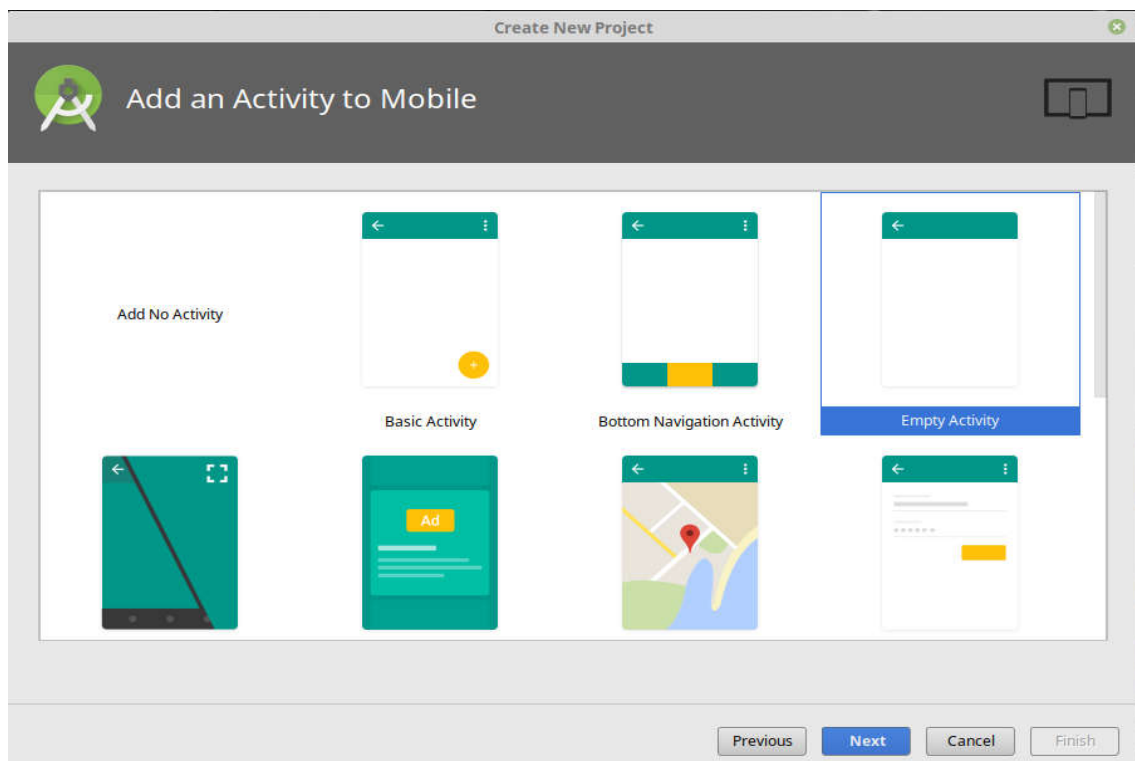 Create New Project
Add an Activity to Mobile
Add No Activity
Basic Activity
Bottom Navigation Activity
Empty Activity
Ad
Previous
Next
Cancel
Finish